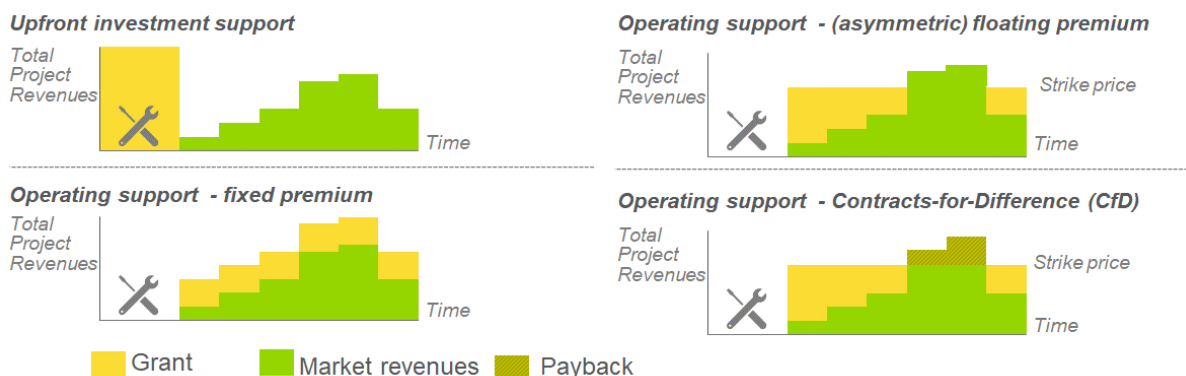 Upfront investment support
Total
Project
Revenues
Time
Operating support - fixed premium
Total
Project
Revenues
Time
Operating support - (asymmetric) floating premium
Total
Project
Revenues
Strike price
Time
Operating support - Contracts-for-Difference (CfD)
Total
Project
Revenues
Strike price
Time
Grant
Market revenues
Payback